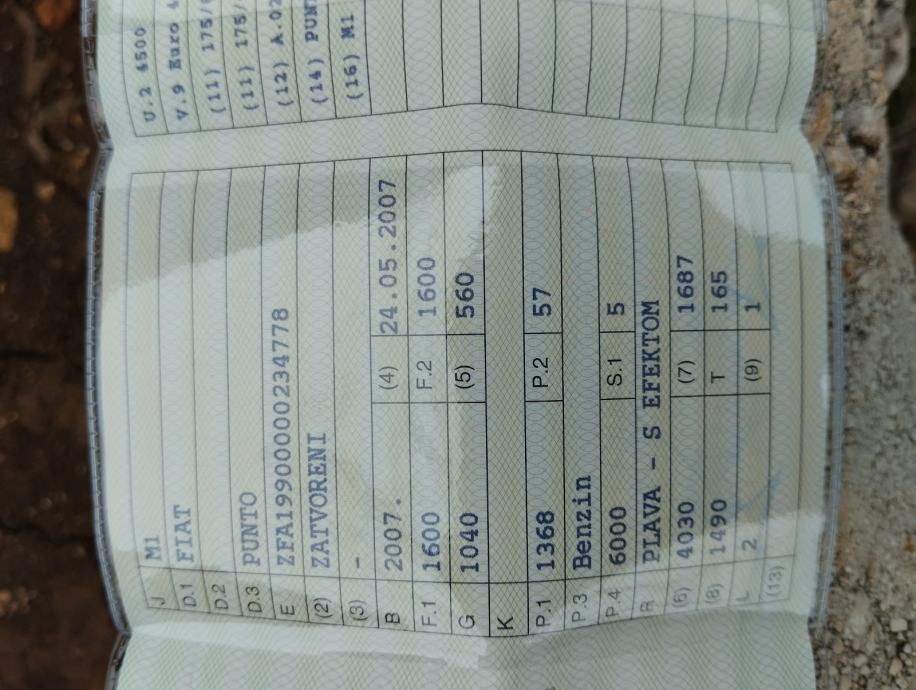 J M1
D.1 FIAT
D.2
D.3 PUNTO
E ZFA19900000234778
(2) ZATVORENI
(3) -
B 2007. (4) 24.05.2007
F.1 1600 F.2 1600
G 1040 (5) 560
K
P.1 1368 P.2 57
P.3 Benzin
P.4 6000 S.1 5
R PLAVA - S EFEKTOM
(6) 4030 (7) 1687
(8) 1490 T 165
L 2 (9) 1
(13)
U.2 4500
V.9 Euro
(11) 175/
(11) 175/
(12) A.02
(14)
(16) M1